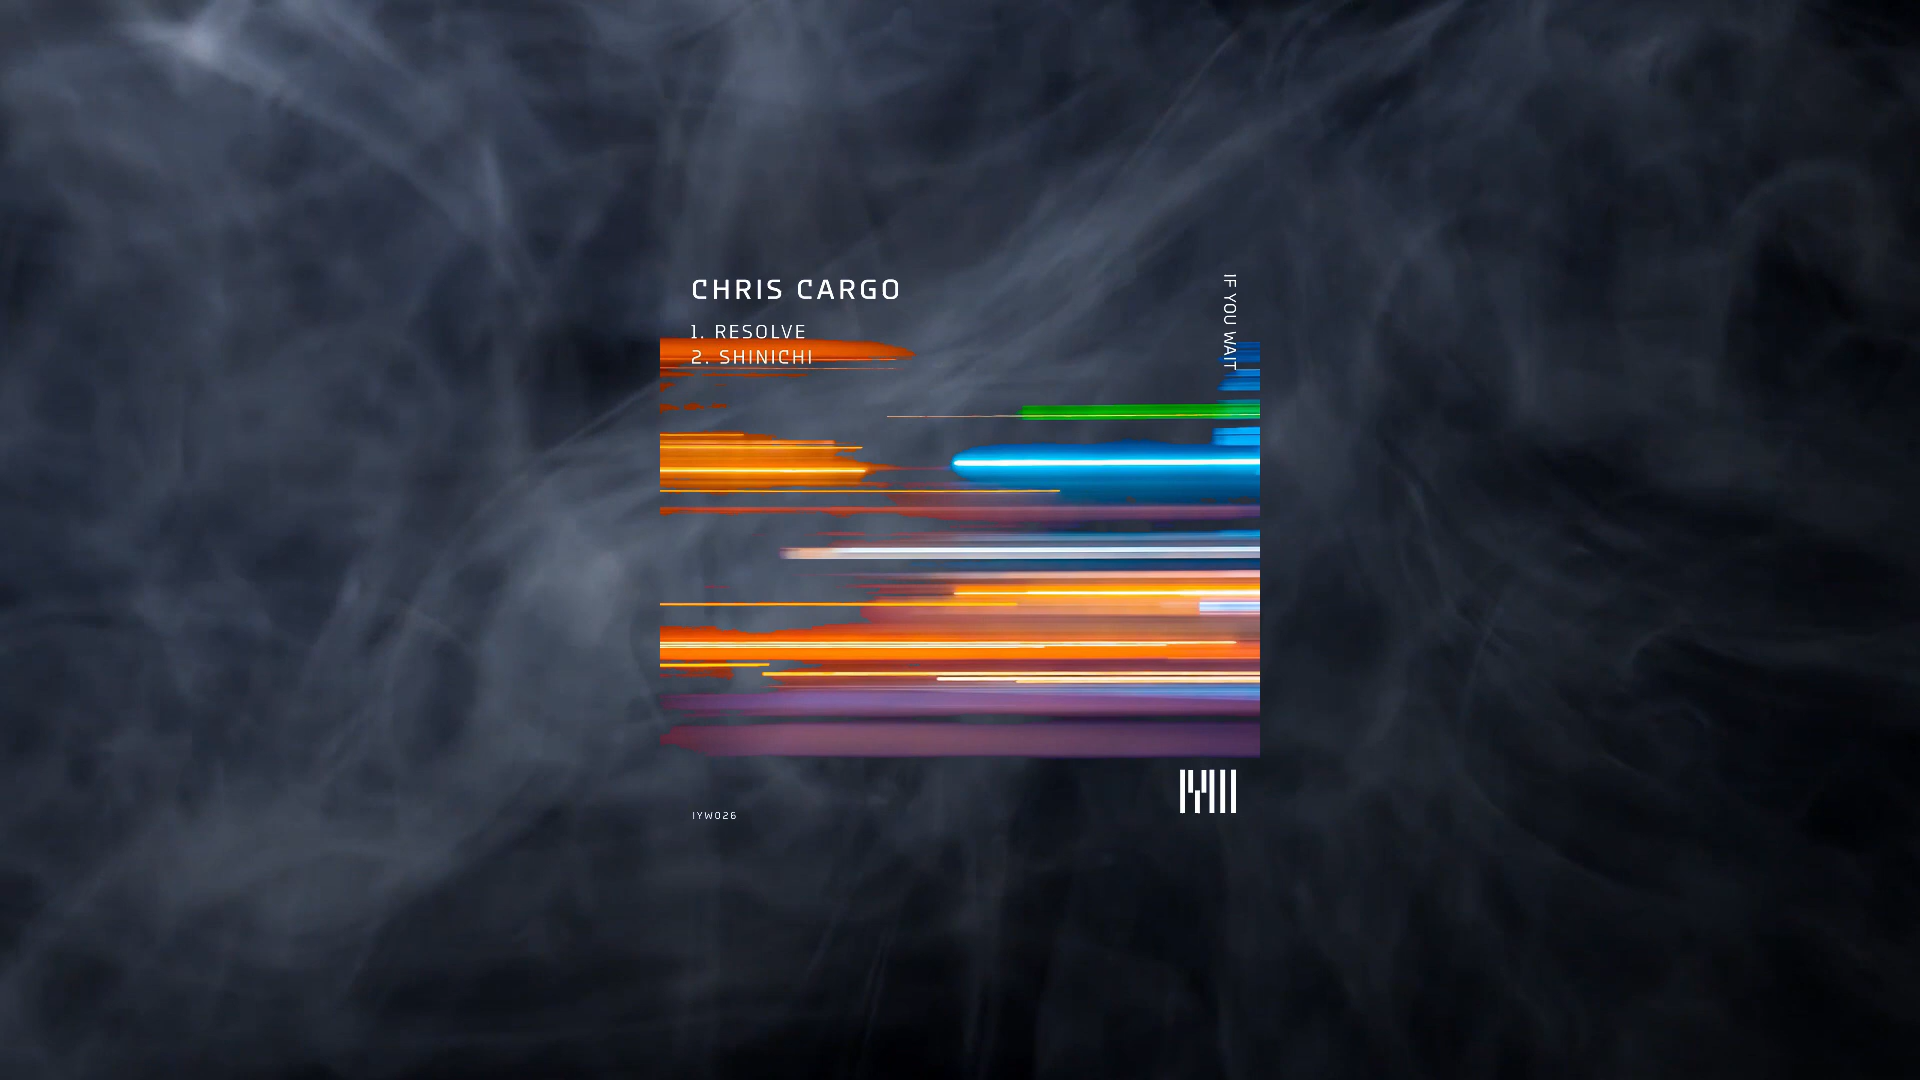 CHRIS CARGO
1. RESOLVE
2. SHINICHI
IF YOU WAIT
IYW026